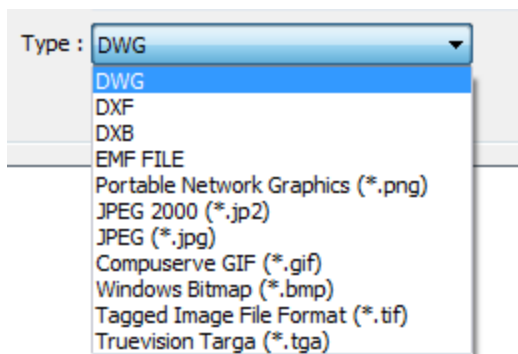 Type : DWG
DWG
DXF
DXB
EMF FILE
Portable Network Graphics (*.png)
JPEG 2000 (*.jp2)
JPEG (*.jpg)
Compuserve GIF (*.gif)
Windows Bitmap (*.bmp)
Tagged Image File Format (*.tif)
Truevision Targa (*.tga)